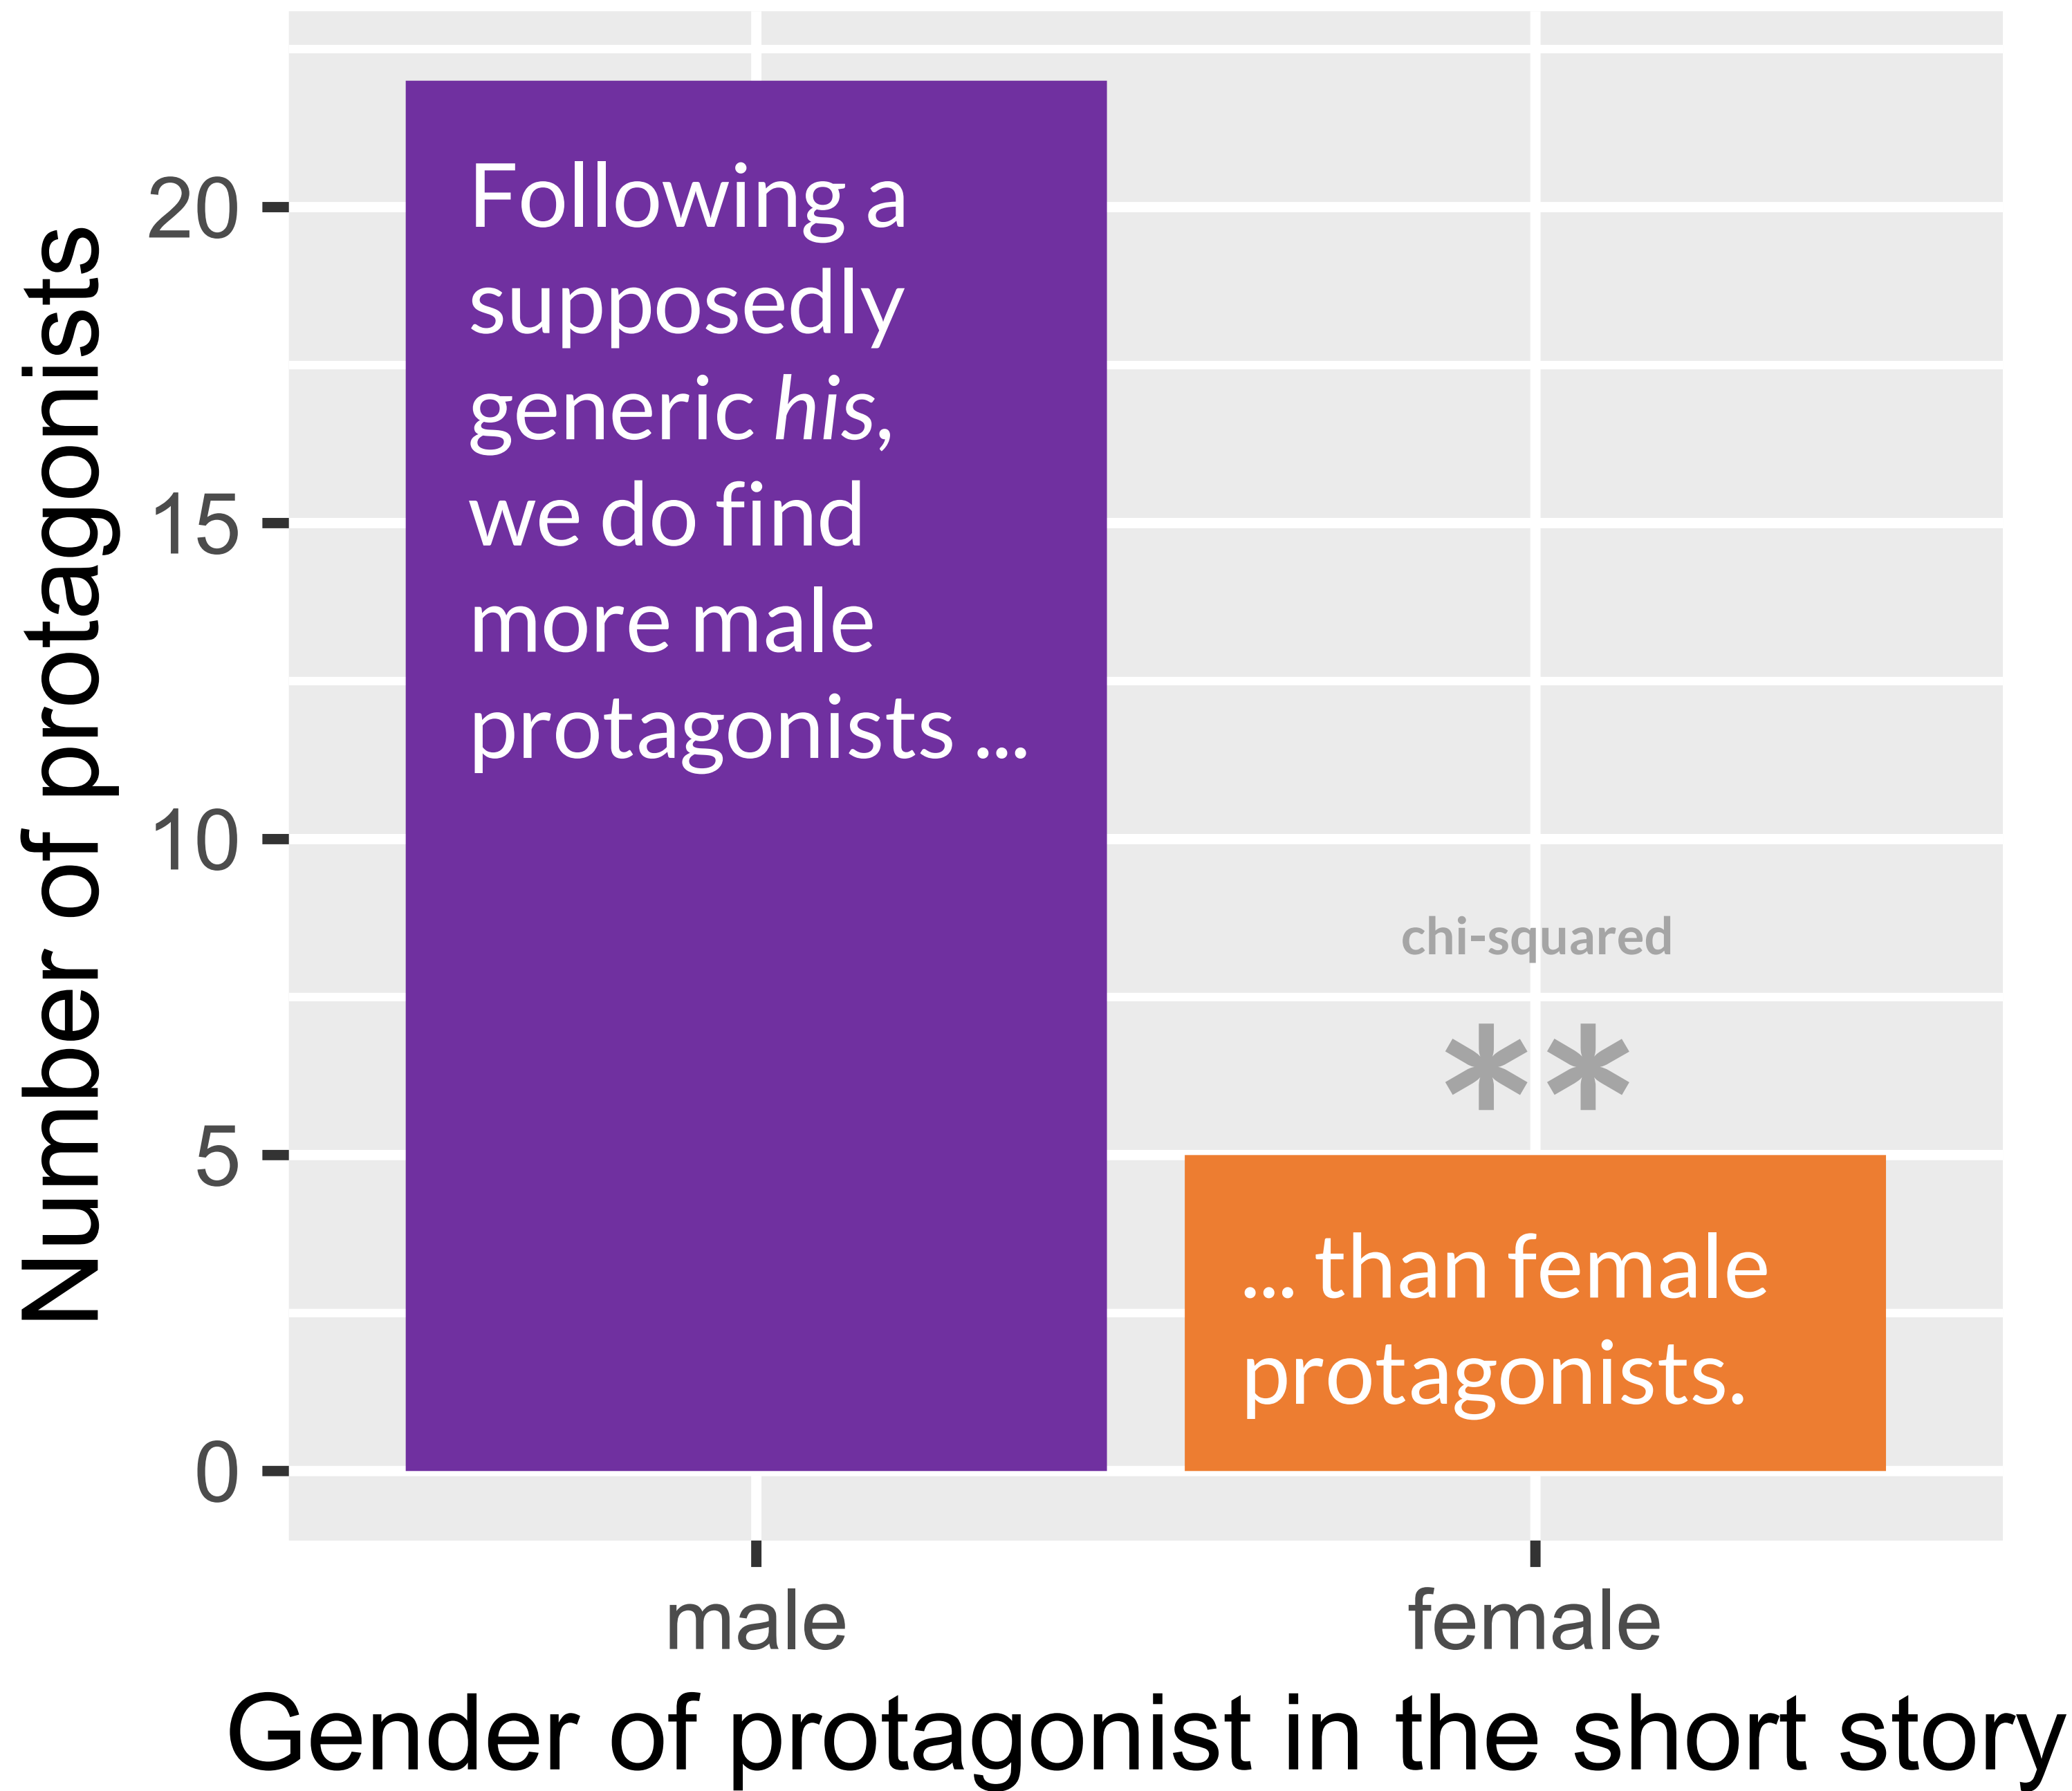 Number of protagonists
20
15
10
5
0
Following a
supposedly
generic his,
we do find
more male
protagonists ...
chi-squared
**
... than female
protagonists.
male
female
Gender of protagonist in the short story